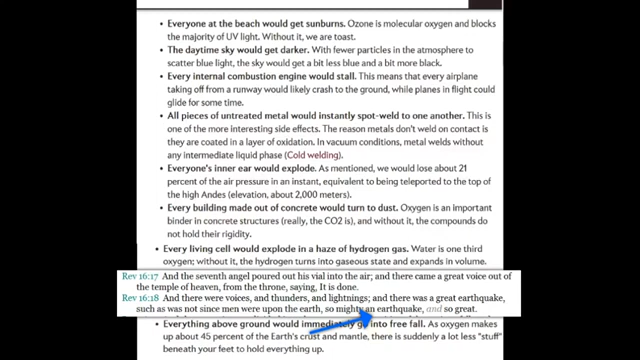 • Everyone at the beach would get sunburns. Ozone is molecular oxygen and blocks
the majority of UV light. Without it, we are toast.
• The daytime sky would get darker. With fewer particles in the atmosphere to
scatter blue light, the sky would get a bit less blue and a bit more black.
• Every internal combustion engine would stall. This means that every airplane
taking off from a runway would likely crash to the ground, while planes in flight could
glide for some time.
• All pieces of untreated metal would instantly spot-weld to one another. This is
one of the more interesting side effects. The reason metals don't weld on contact is
they are coated in a layer of oxidation. In vacuum conditions, metal welds without
any intermediate liquid phase (Cold welding).
• Everyone's inner ear would explode. As mentioned, we would lose about 21
percent of the air pressure in an instant, equivalent to being teleported to the top of
the high Andes (elevation, about 2,000 meters).
• Every building made out of concrete would turn to dust. Oxygen is an important
binder in concrete structures (really, the CO2 is), and without it, the compounds do
not hold their rigidity.
• Every living cell would explode in a haze of hydrogen gas. Water is one third
oxygen; without it, the hydrogen turns into gaseous state and expands in volume.
Rev 16:17 And the seventh angel poured out his vial into the air; and there came a great voice out of
the temple of heaven, from the throne, saying, It is done.
Rev 16:18 And there were voices, and thunders, and lightnings; and there was a great earthquake,
such as was not since men were upon the earth, so mighty an earthquake, and so great.
Everything above ground would immediately go into free fall. As oxygen makes
up about 45 percent of the Earth's crust and mantle, there is suddenly a lot less "stuff"
beneath your feet to hold everything up.